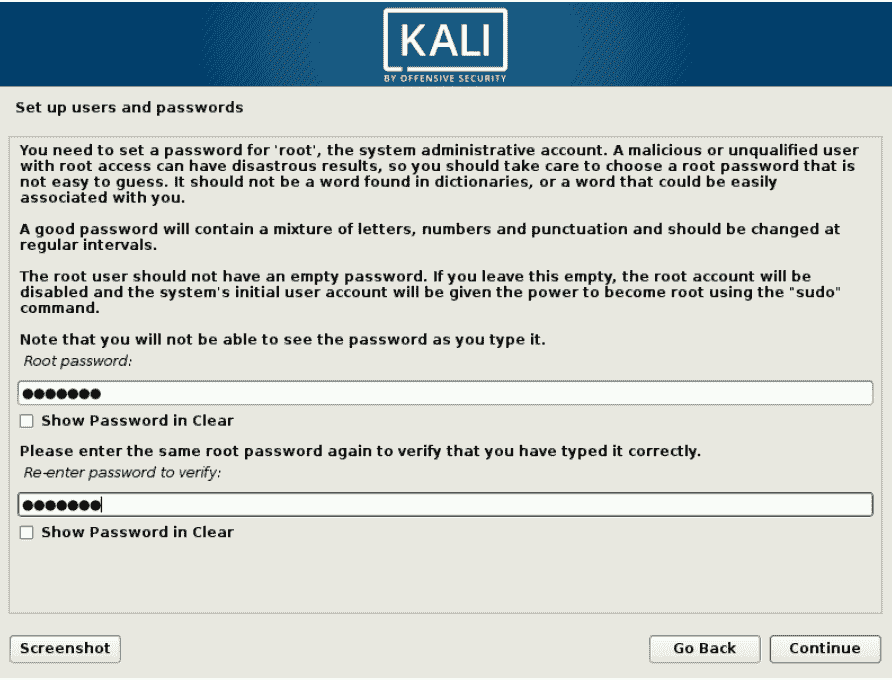 KALI
BY OFFENSIVE SECURITY
Set up users and passwords
You need to set a password for 'root', the system administrative account. A malicious or unqualified user
with root access can have disastrous results, so you should take care to choose a root password that is
not easy to guess. It should not be a word found in dictionaries, or a word that could be easily
associated with you.
A good password will contain a mixture of letters, numbers and punctuation and should be changed at
regular intervals.
The root user should not have an empty password. If you leave this empty, the root account will be
disabled and the system's initial user account will be given the power to become root using the "sudo"
command.
Note that you will not be able to see the password as you type it.
Root password:
●●●●●●●
Show Password in Clear
Please enter the same root password again to verify that you have typed it correctly.
Re-enter password to verify:
●●●●●●●
Show Password in Clear
Screenshot
Go Back
Continue